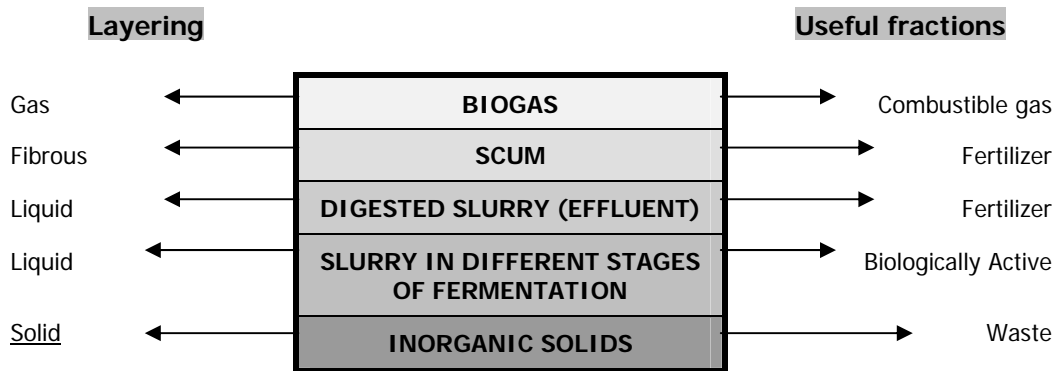 Layering Useful fractions
Gas BIOGAS Combustible gas
Fibrous SCUM Fertilizer
Liquid DIGESTED SLURRY (EFFLUENT) Fertilizer
Liquid SLURRY IN DIFFERENT STAGES Biologically Active
OF FERMENTATION
Solid INORGANIC SOLIDS Waste